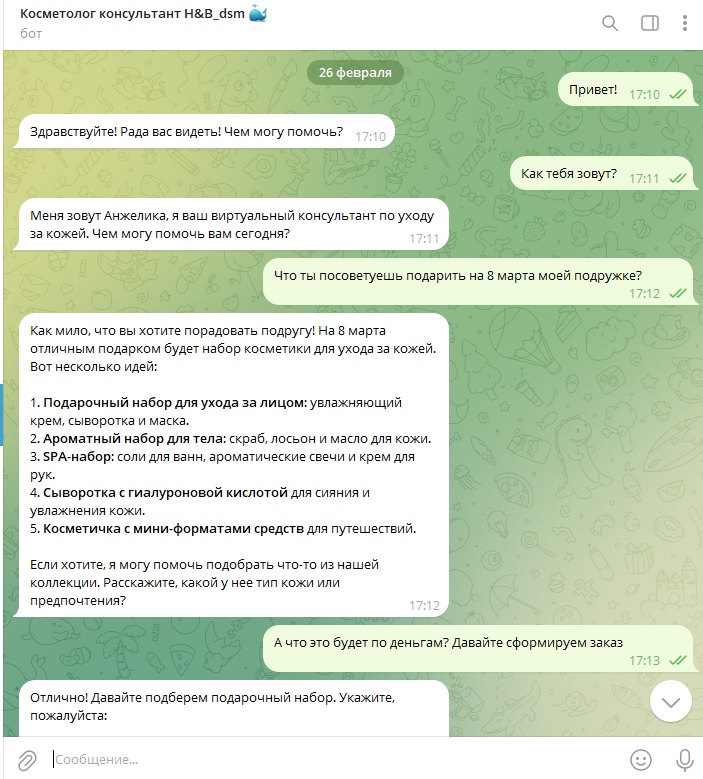 Косметолог консультант H&B_dsm 🐳
бот
26 февраля
Привет! 17:10
Здравствуйте! Рада вас видеть! Чем могу помочь? 17:10
Как тебя зовут? 17:11
Меня зовут Анжелика, я ваш виртуальный консультант по уходу
за кожей. Чем могу помочь вам сегодня?
17:11
Что ты посоветуешь подарить на 8 марта моей подружке?
17:12
Как мило, что вы хотите порадовать подругу! На 8 марта
отличным подарком будет набор косметики для ухода за кожей.
Вот несколько идей:
1. Подарочный набор для ухода за лицом: увлажняющий
крем, сыворотка и маска.
2. Ароматный набор для тела: скраб, лосьон и масло для кожи.
3. SPA-набор: соли для ванн, ароматические свечи и крем для
рук.
4. Сыворотка с гиалуроновой кислотой для сияния и
увлажнения кожи.
5. Косметичка с мини-форматами средств для путешествий.
Если хотите, я могу помочь подобрать что-то из нашей
коллекции. Расскажите, какой у нее тип кожи или
предпочтения?
17:12
А что это будет по деньгам? Давайте сформируем заказ
17:13
Отлично! Давайте подберем подарочный набор. Укажите,
пожалуйста:
Сообщение...